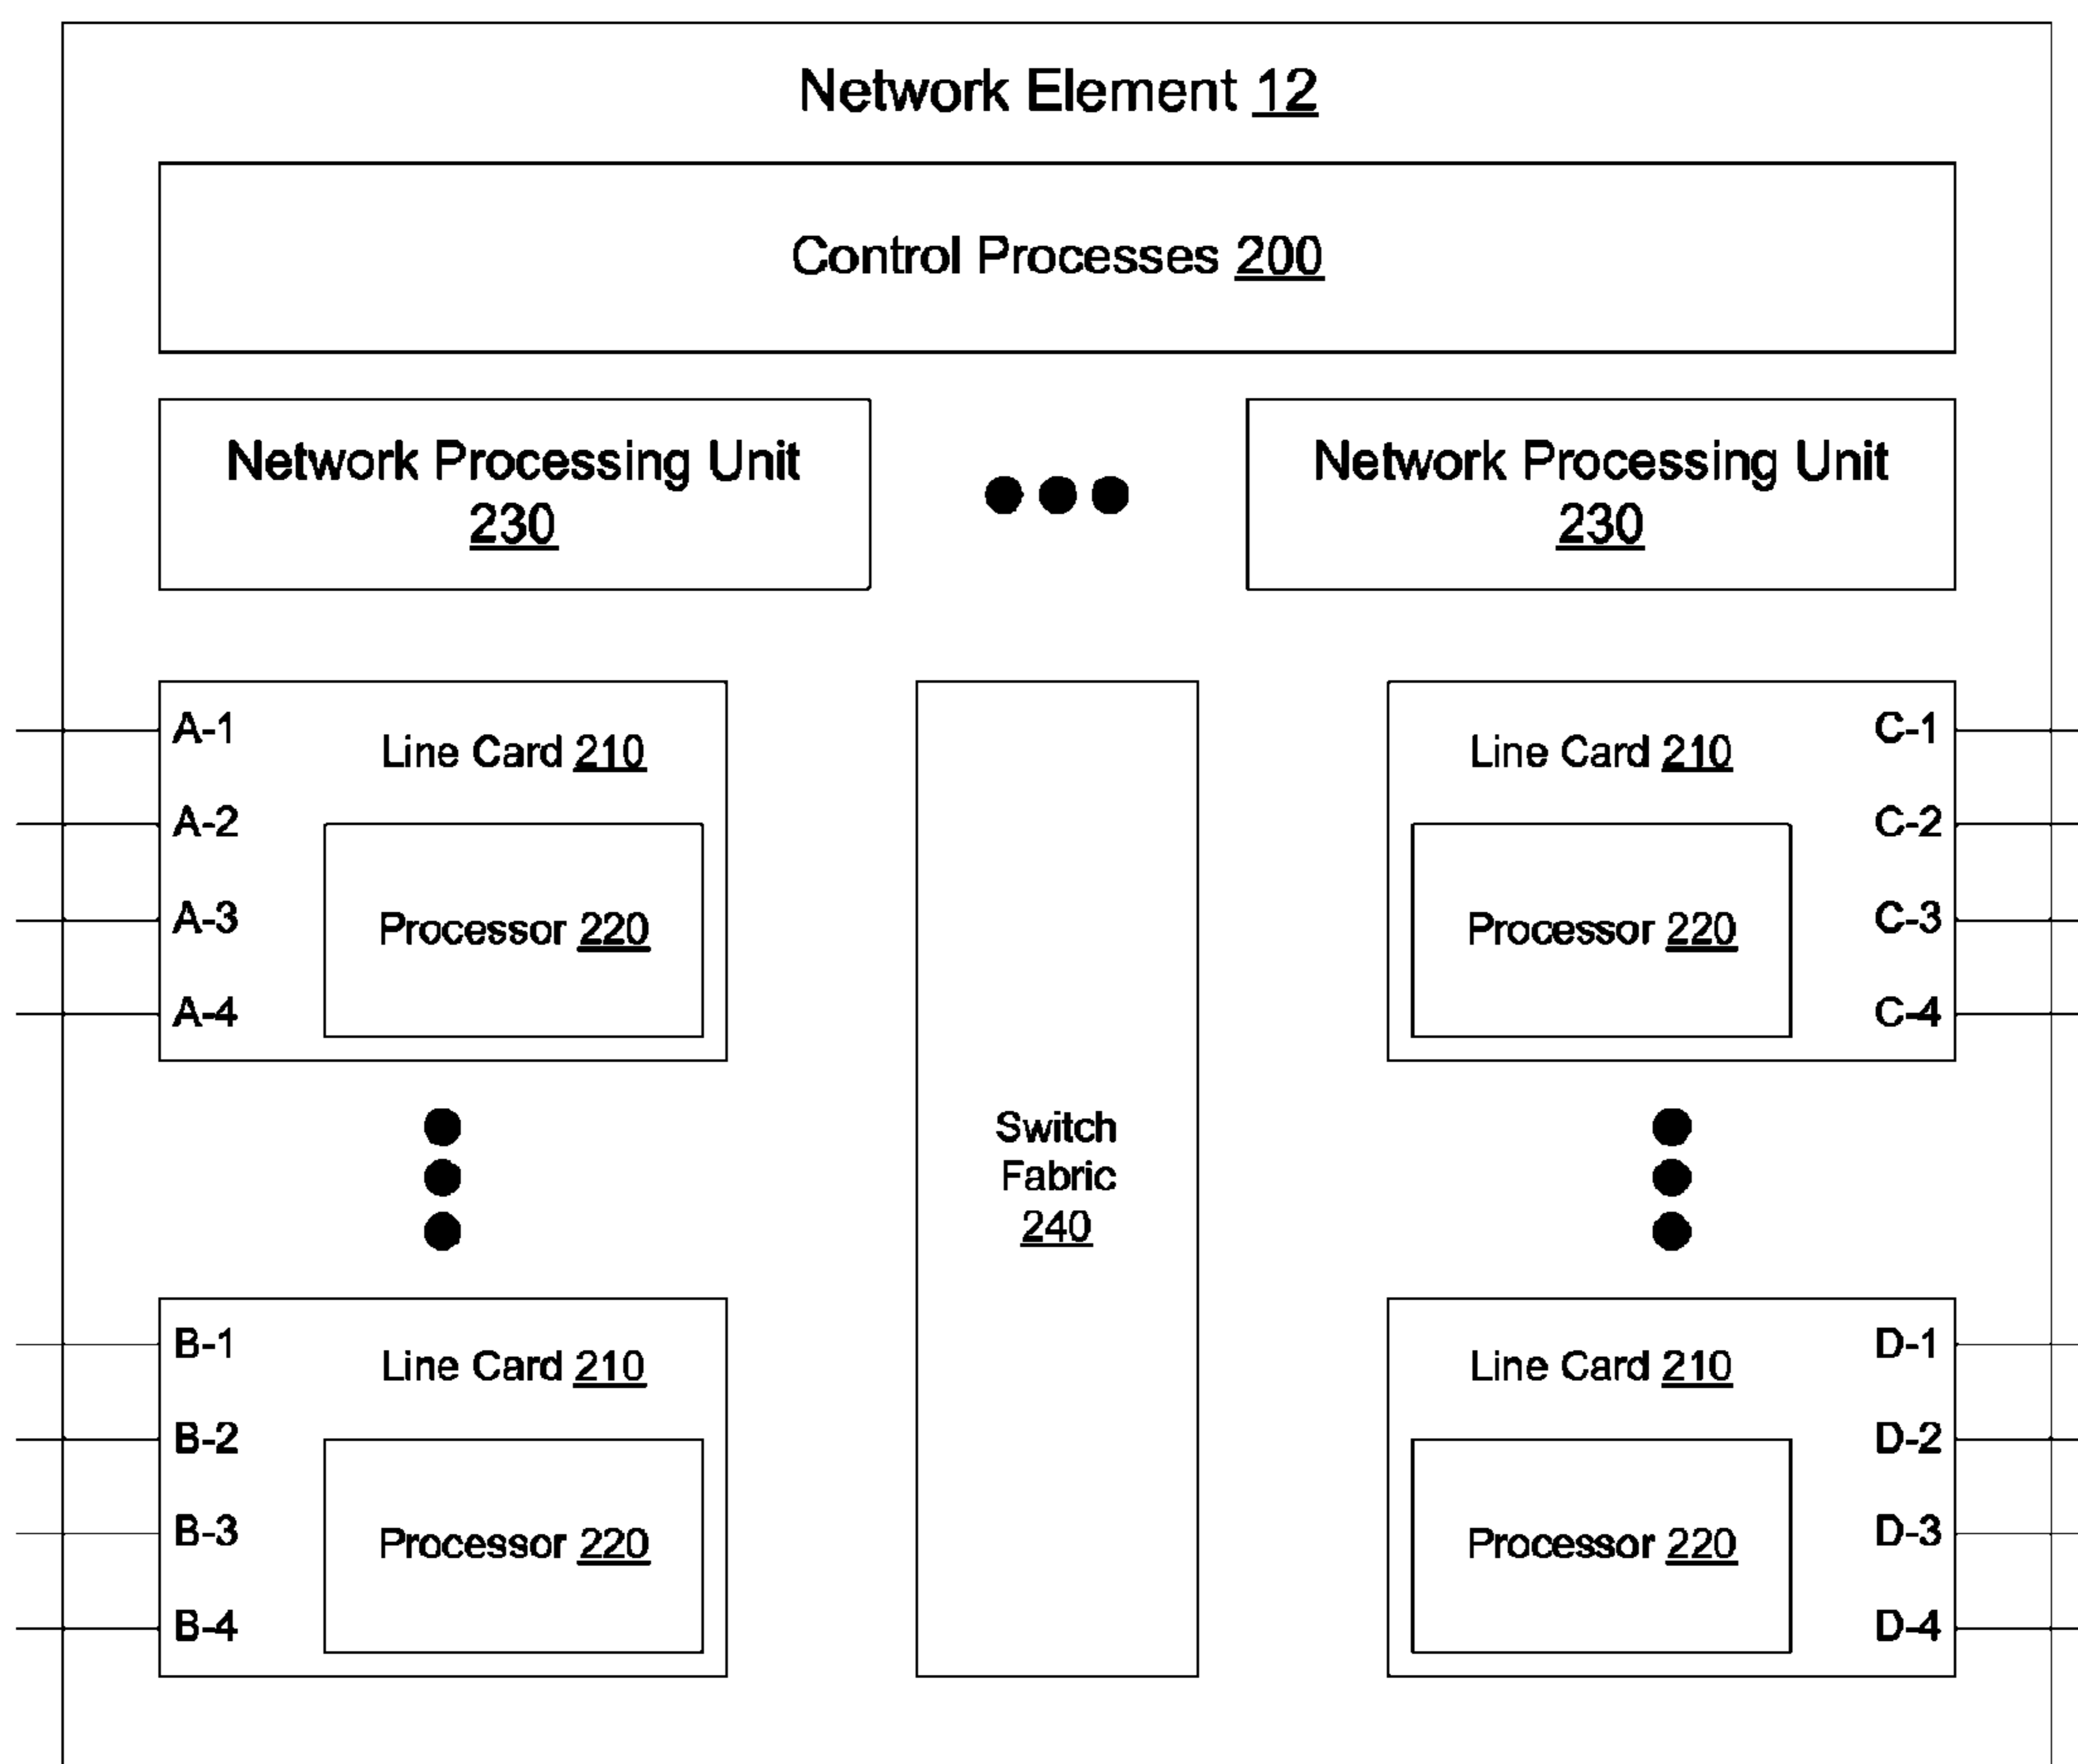 Network Element 12
Control Processes 200
Network Processing Unit
230
Network Processing Unit
230
A-1
Line Card 210
A-2
A-3
Processor 220
A-4
C-1
Line Card 210
C-2
C-3
Processor 220
C-4
Switch
Fabric
240
B-1
Line Card 210
B-2
B-3
Processor 220
B-4
D-1
Line Card 210
D-2
D-3
Processor 220
D-4